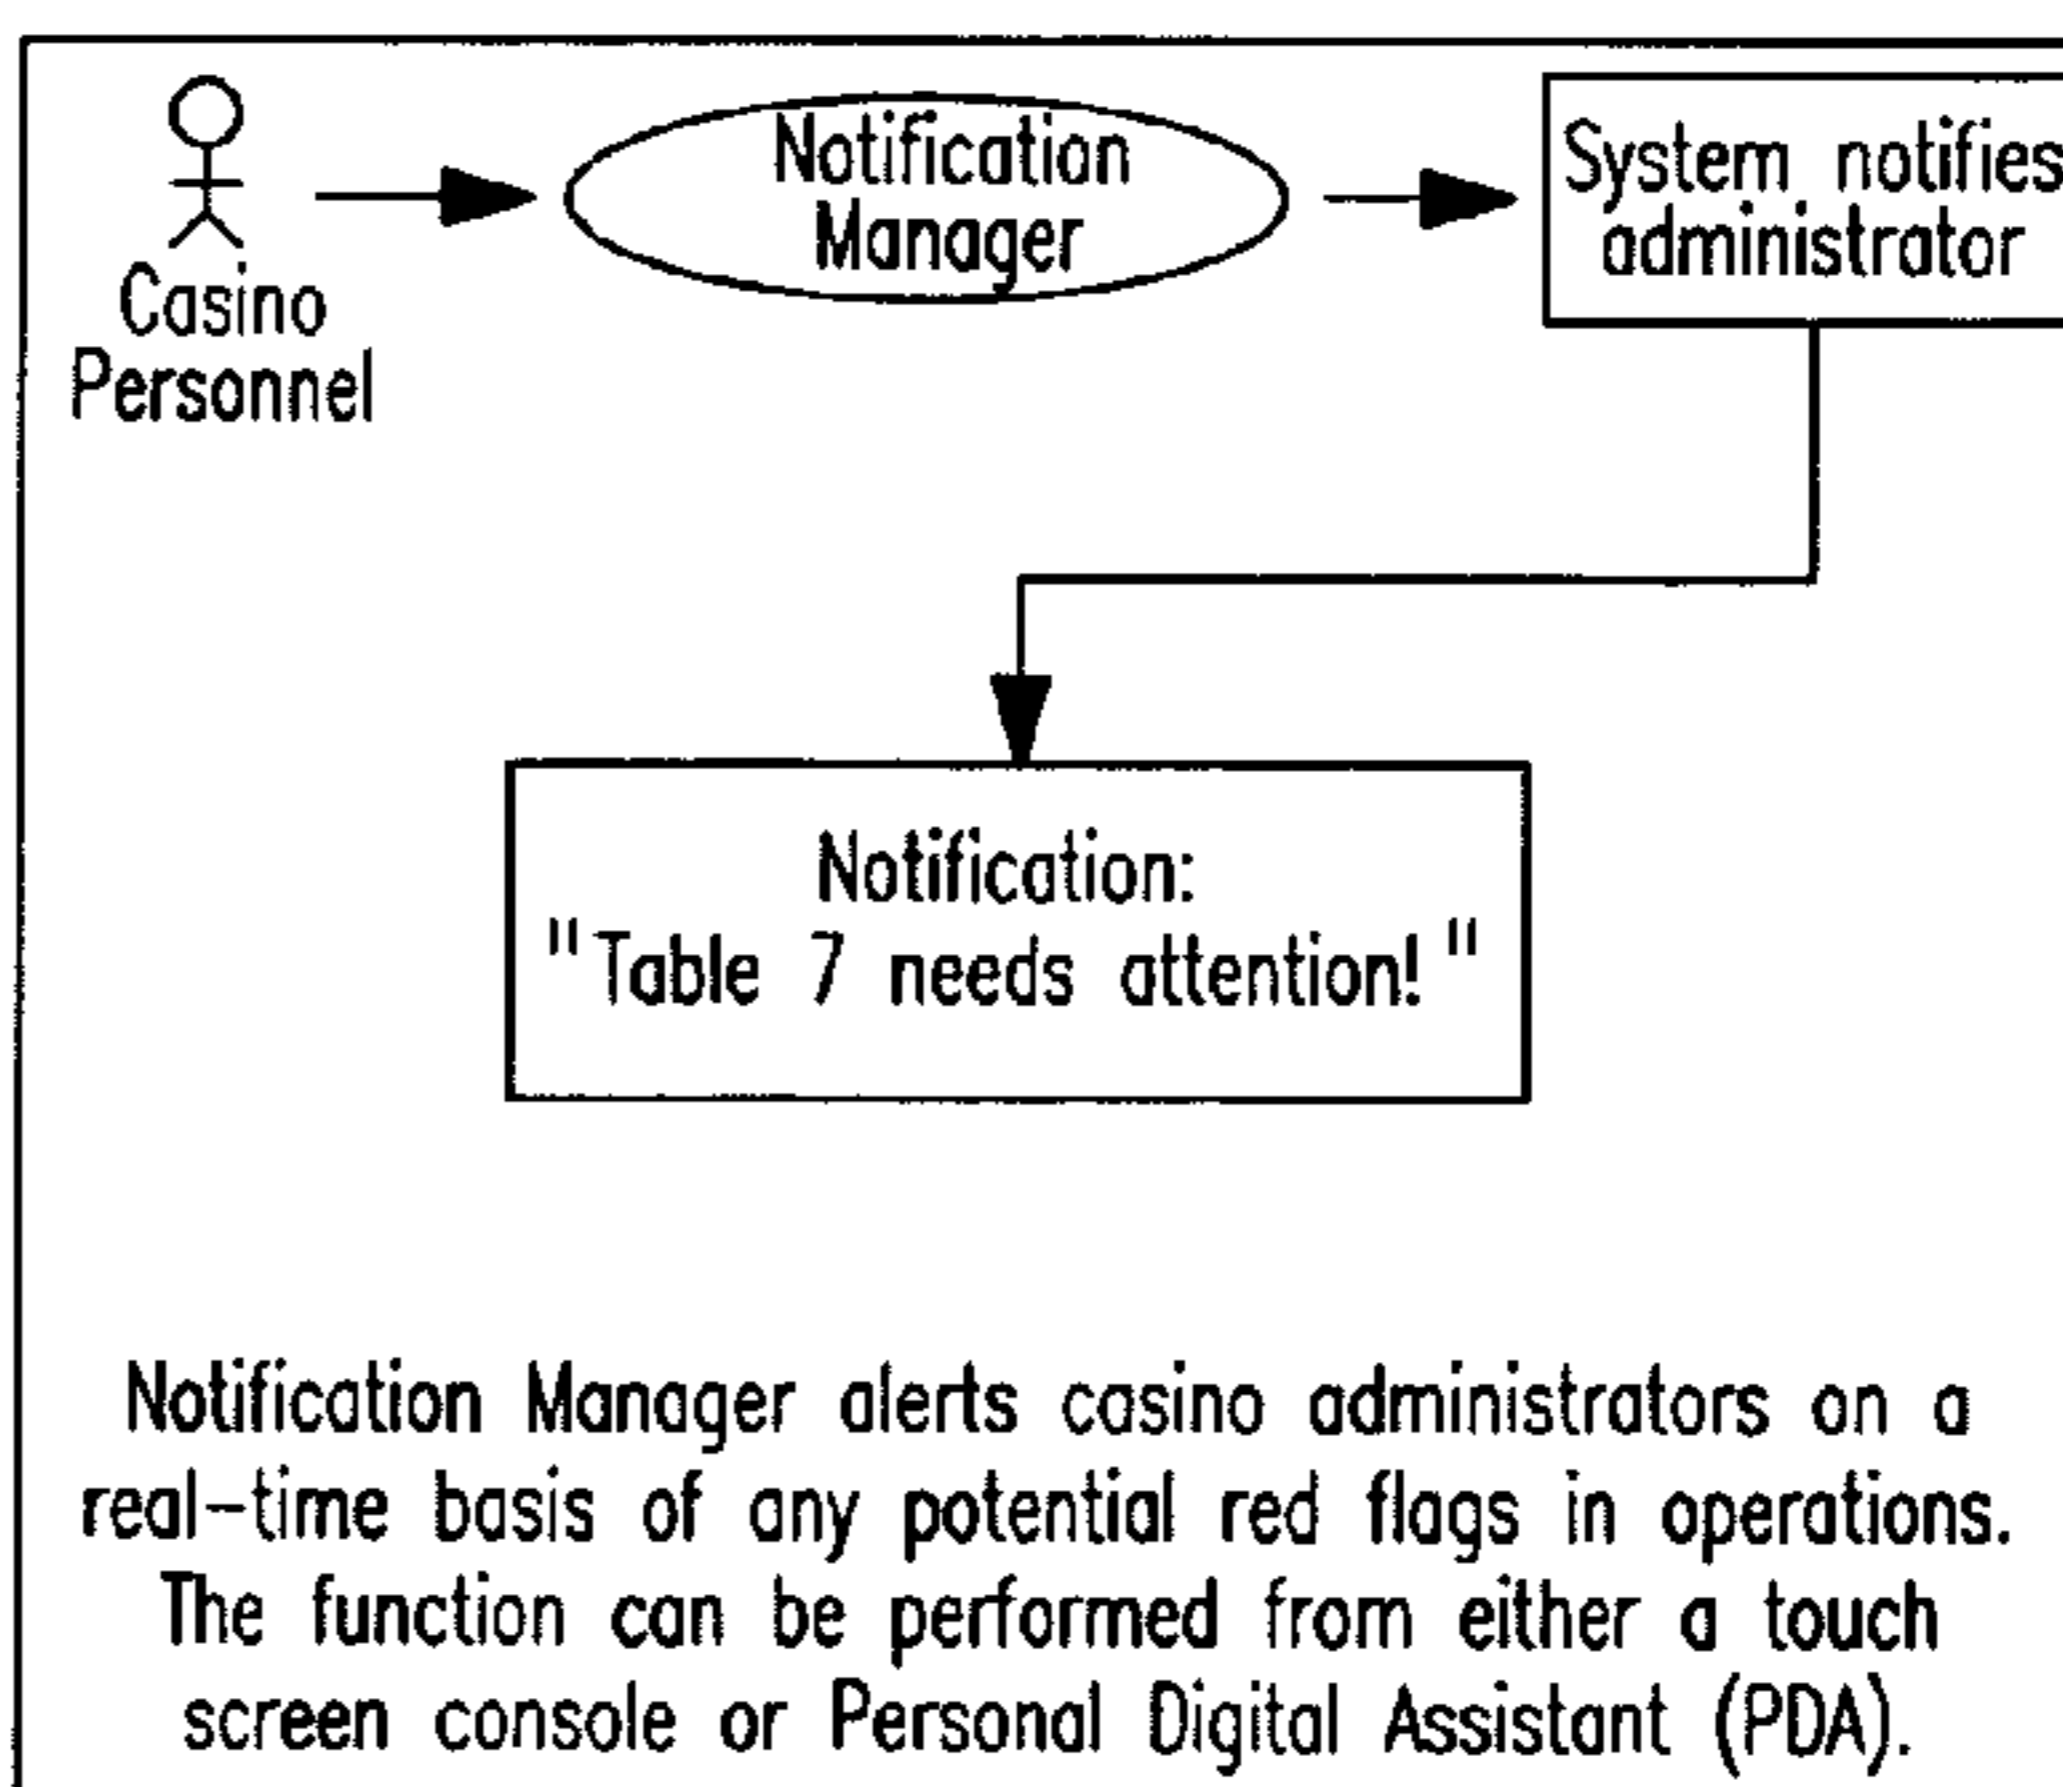 Casino
Personnel
Notification
Manager
System notifies
administrator
Notification:
"Table 7 needs attention!"
Notification Manager alerts casino administrators on a
real-time basis of any potential red flags in operations.
The function can be performed from either a touch
screen console or Personal Digital Assistant (PDA).